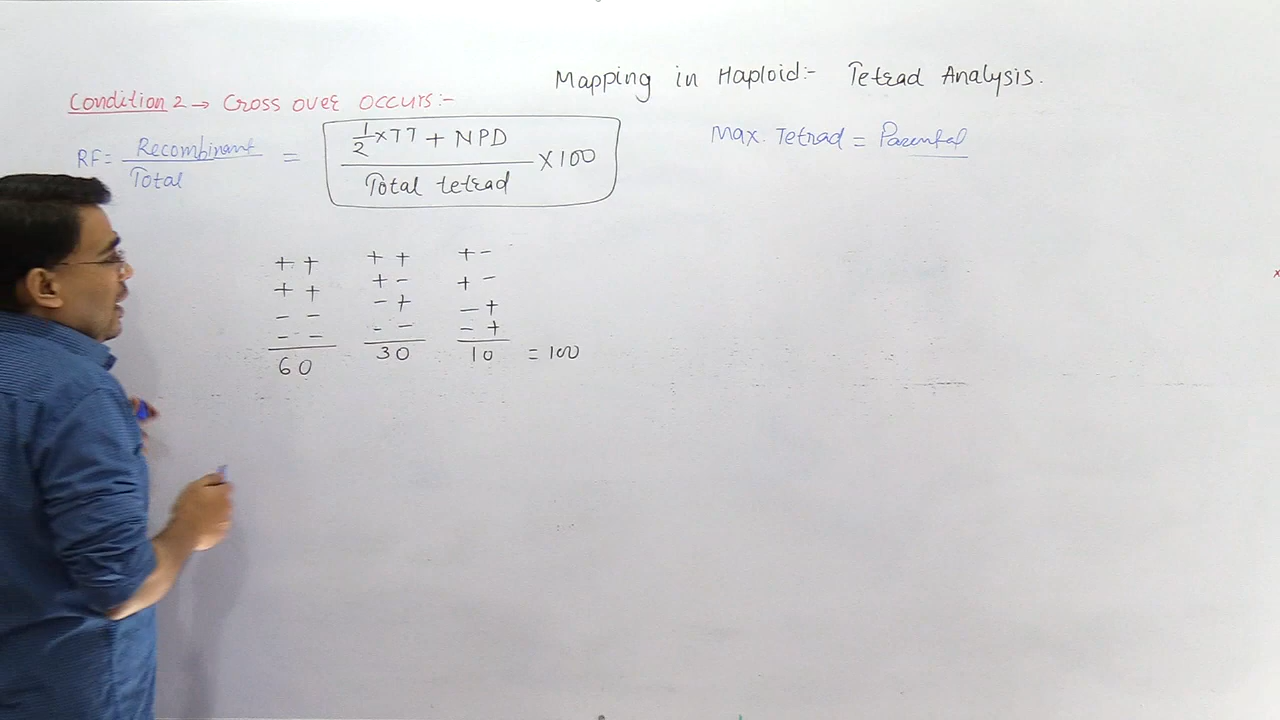 Mapping in Haploid:- Tetrad Analysis.
Condition 2 → Cross over occurs:-
RF = Recombinant / Total = ½ × TT + NPD / Total tetrad × 100
Max. Tetrad = Parental
+ + + + + -
+ + + - + -
- - - + - +
- - - - - +
60 30 10 = 100
x